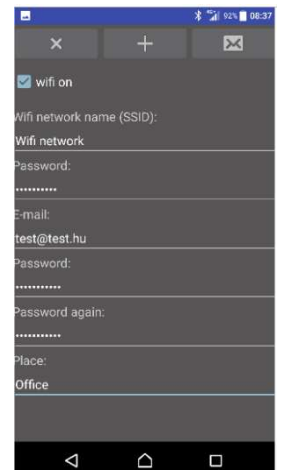 92% 08:37
wifi on
Wifi network name (SSID):
Wifi network
Password:
••••••••••
E-mail:
test@test.hu
Password:
•••••••••••
Password again:
•••••••••••
Place:
Office